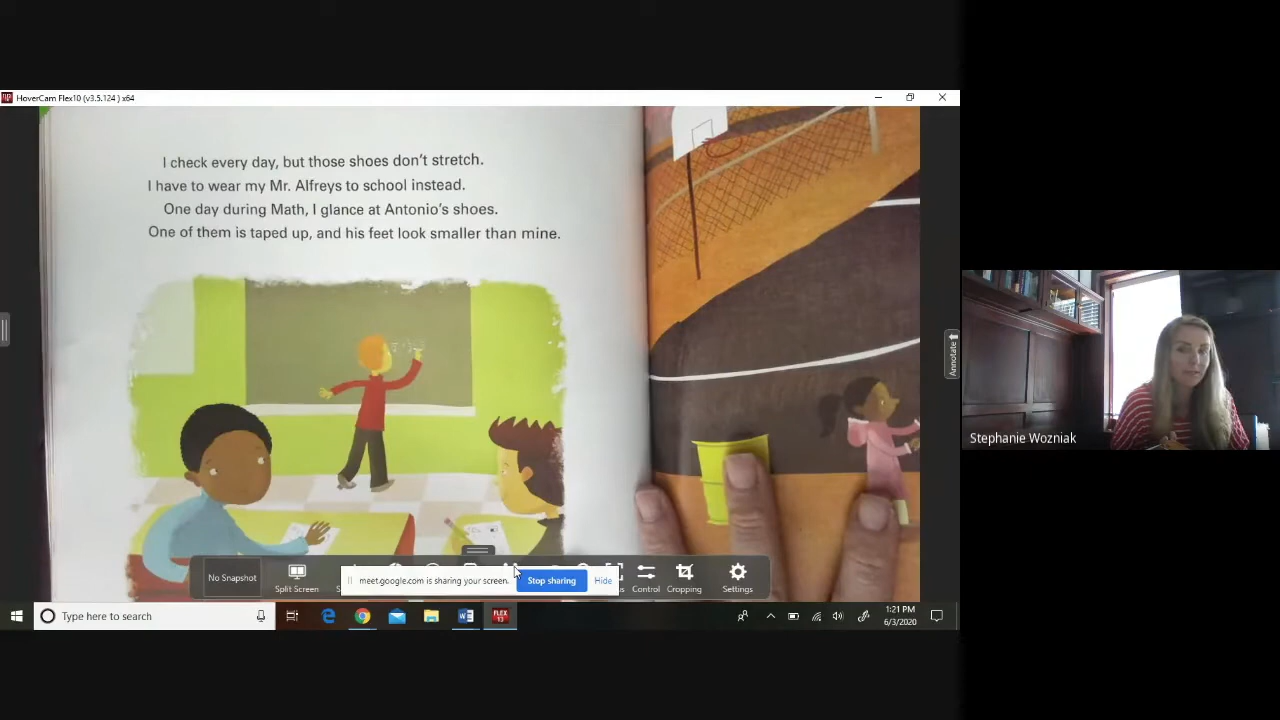 HoverCam Flex10 (v3.5.124 ) x64
I check every day, but those shoes don't stretch.
I have to wear my Mr. Alfreys to school instead.
One day during Math, I glance at Antonio's shoes.
One of them is taped up, and his feet look smaller than mine.
Annotate
Stephanie Wozniak
No Snapshot
Split Screen
Control
Cropping
Settings
meet.google.com is sharing your screen.
Stop sharing
Hide
Type here to search
FLEX
1:21 PM
6/3/2020